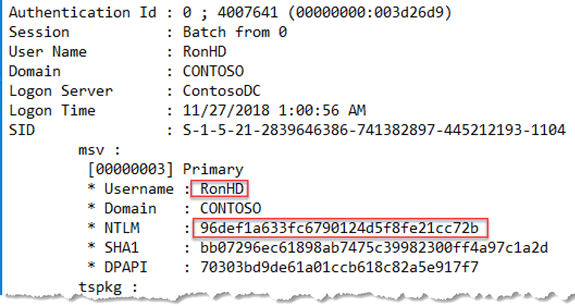 Authentication Id : 0 ; 4007641 (00000000:003d26d9)
Session           : Batch from 0
User Name         : RonHD
Domain            : CONTOSO
Logon Server      : ContosoDC
Logon Time        : 11/27/2018 1:00:56 AM
SID               : S-1-5-21-2839646386-741382897-445212193-1104
msv :
[00000003] Primary
* Username : RonHD
* Domain   : CONTOSO
* NTLM     : 96def1a633fc6790124d5f8fe21cc72b
* SHA1     : bb07296ec61898ab7475c39982300ff4a97c1a2d
* DPAPI    : 70303bd9de61a01ccb618c82a5e917f7
tspkg :